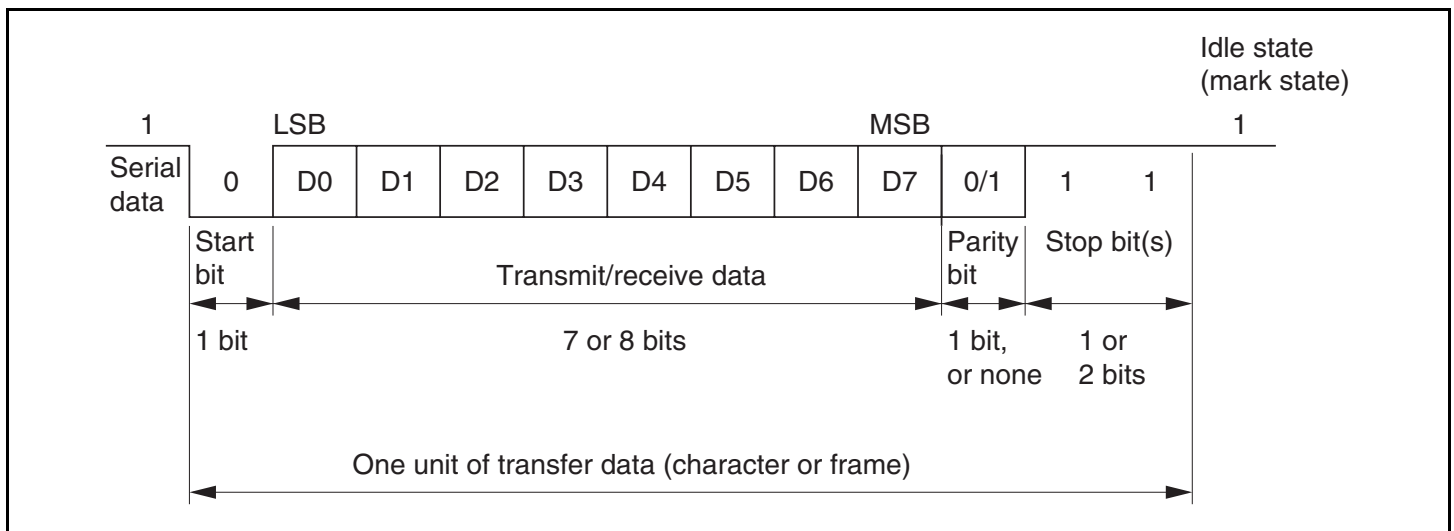 Idle state
(mark state)
1 LSB MSB 1
Serial
data
0 D0 D1 D2 D3 D4 D5 D6 D7 0/1 1 1
Start
bit
Transmit/receive data
Parity
bit
Stop bit(s)
1 bit
7 or 8 bits
1 bit,
or none
1 or
2 bits
One unit of transfer data (character or frame)